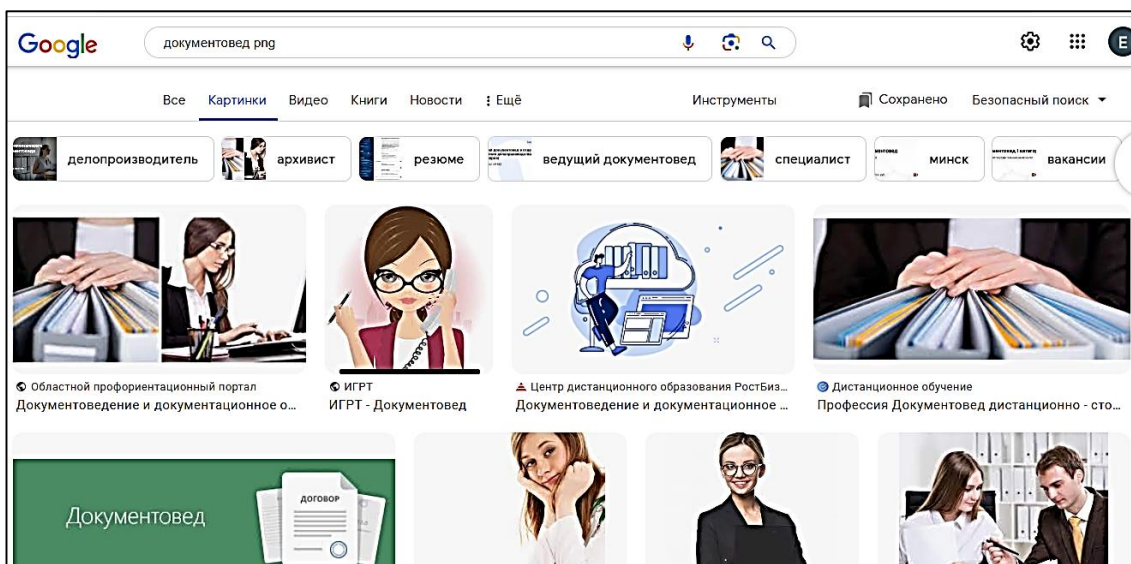 Google
документовед png
E
Все Картинки Видео Книги Новости Ещё Инструменты Сохранено Безопасный поиск
делопроизводитель архивист резюме ведущий документовед специалист минск вакансии
Областной профориентационный портал
Документоведение и документационное о...
ИГРТ
ИГРТ - Документовед
Центр дистанционного образования РостБиз...
Документоведение и документационное ...
Дистанционное обучение
Профессия Документовед дистанционно - сто...
Документовед
ДОГОВОР